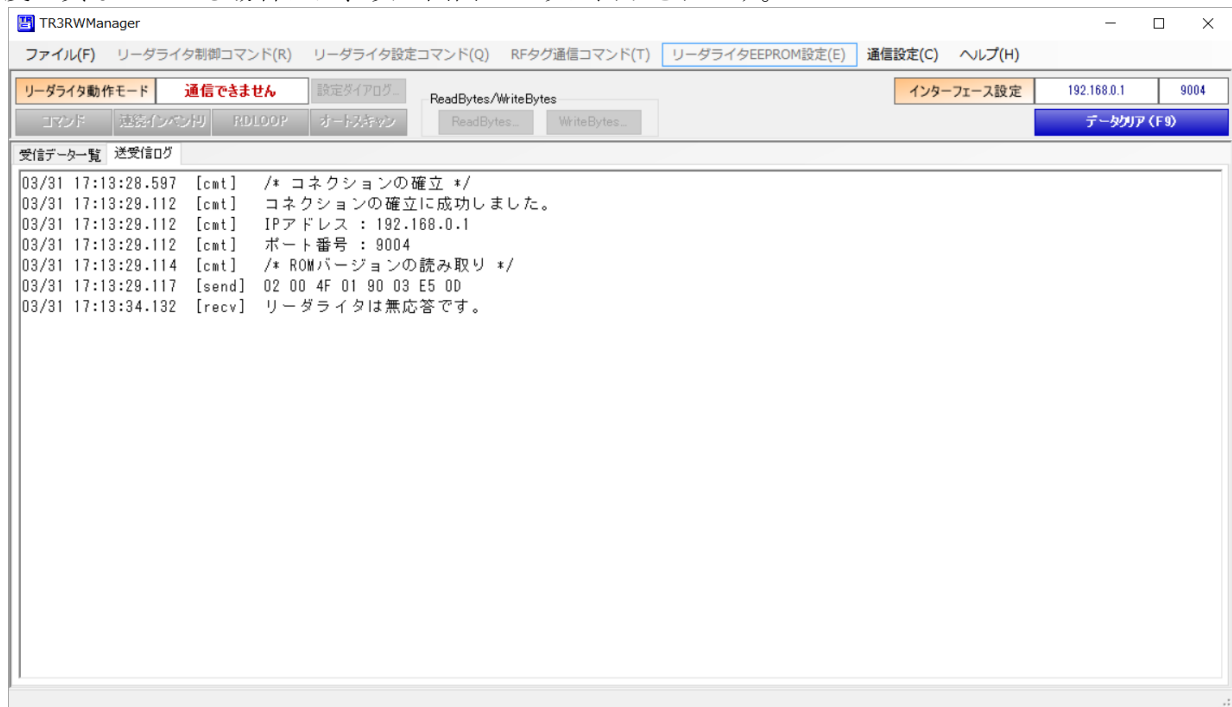 TR3RWManager
ファイル(F) リーダライタ制御コマンド(R) リーダライタ設定コマンド(Q) RFタグ通信コマンド(T) リーダライタEEPROM設定(E) 通信設定(C) ヘルプ(H)
リーダライタ動作モード 通信できません 設定ダイアログ... ReadBytes/WriteBytes インターフェース設定 192.168.0.1 9004
コマンド 連続インベントリ RDLOOP オートスキャン ReadBytes... WriteBytes... データクリア(F9)
受信データ一覧 送受信ログ
03/31 17:13:28.597 [cmt] /* コネクションの確立 */
03/31 17:13:29.112 [cmt] コネクションの確立に成功しました。
03/31 17:13:29.112 [cmt] IPアドレス : 192.168.0.1
03/31 17:13:29.112 [cmt] ポート番号 : 9004
03/31 17:13:29.114 [cmt] /* ROMバージョンの読み取り */
03/31 17:13:29.117 [send] 02 00 4F 01 90 03 E5 0D
03/31 17:13:34.132 [recv] リーダライタは無応答です。